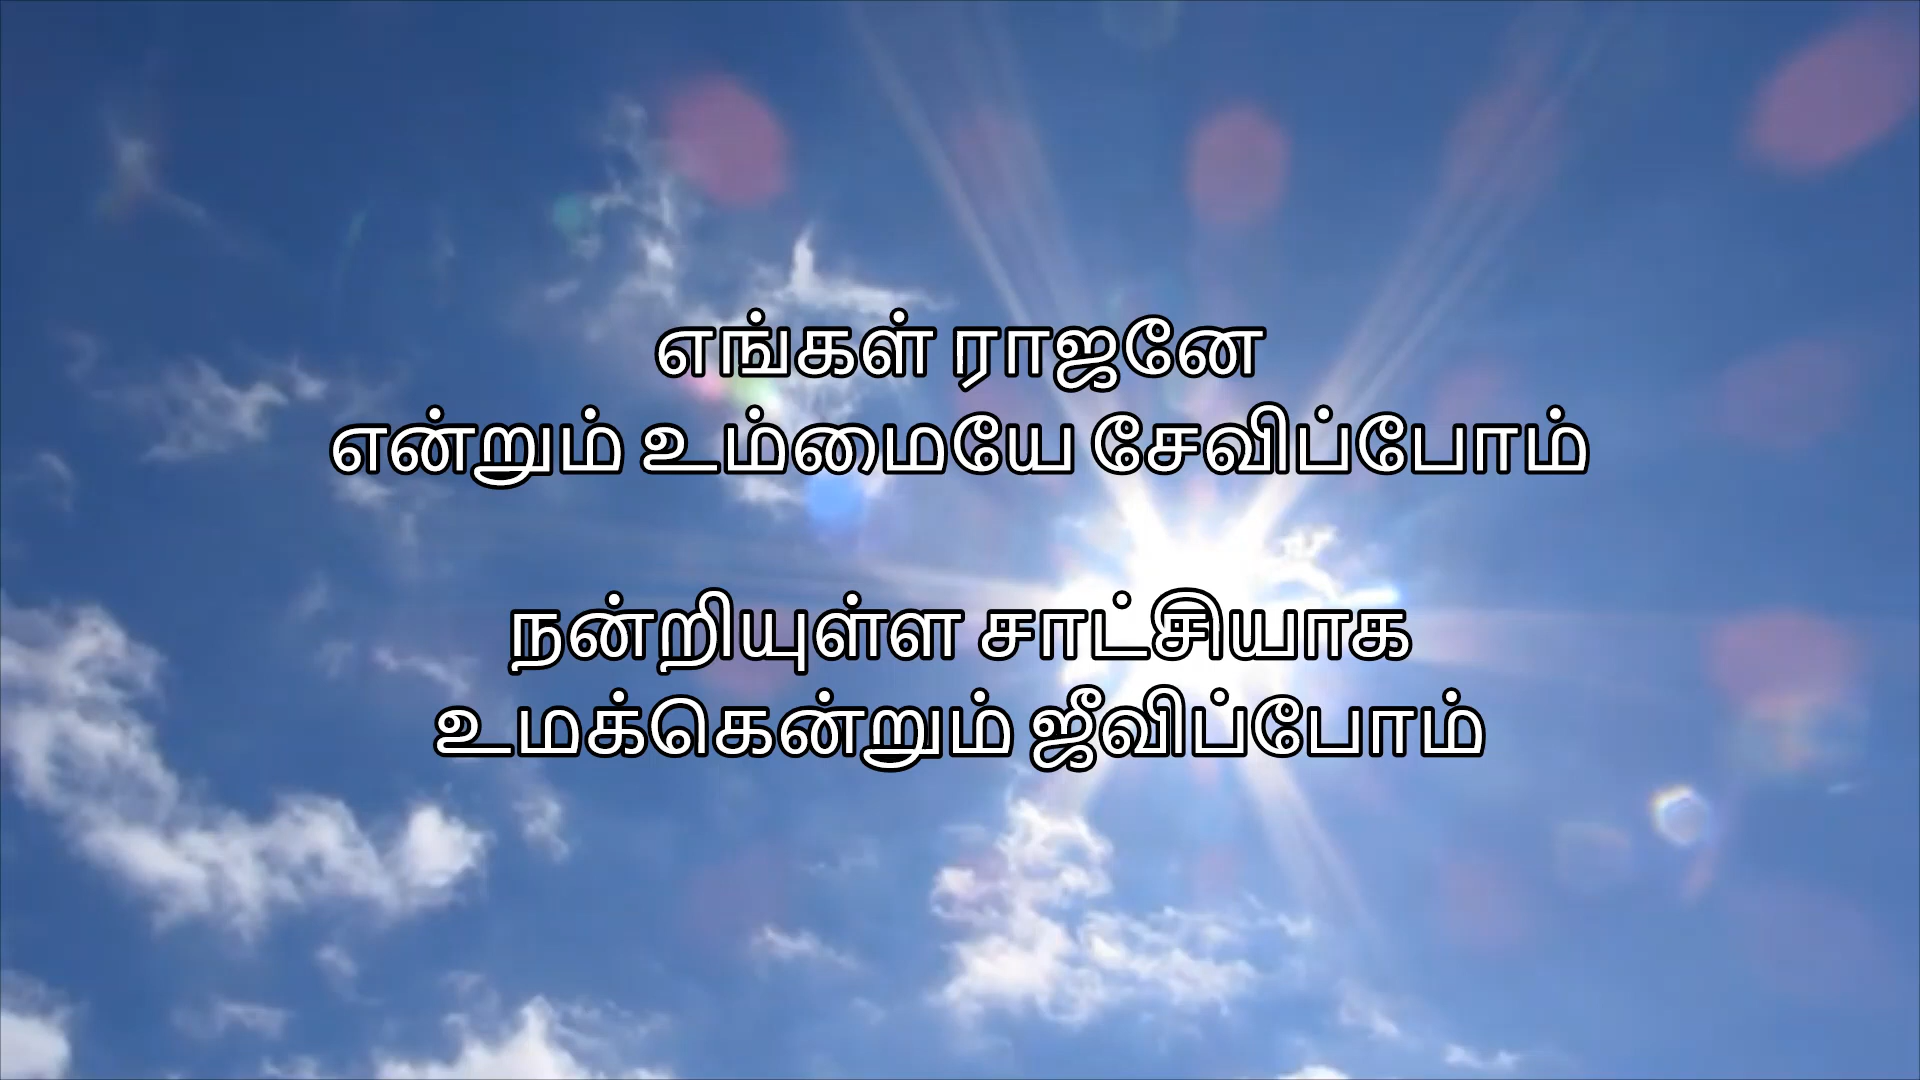 எங்கள் ராஜனே
என்றும் உம்மையே சேவிப்போம்
நன்றியுள்ள சாட்சியாக
உமக்கென்றும் ஜீவிப்போம்